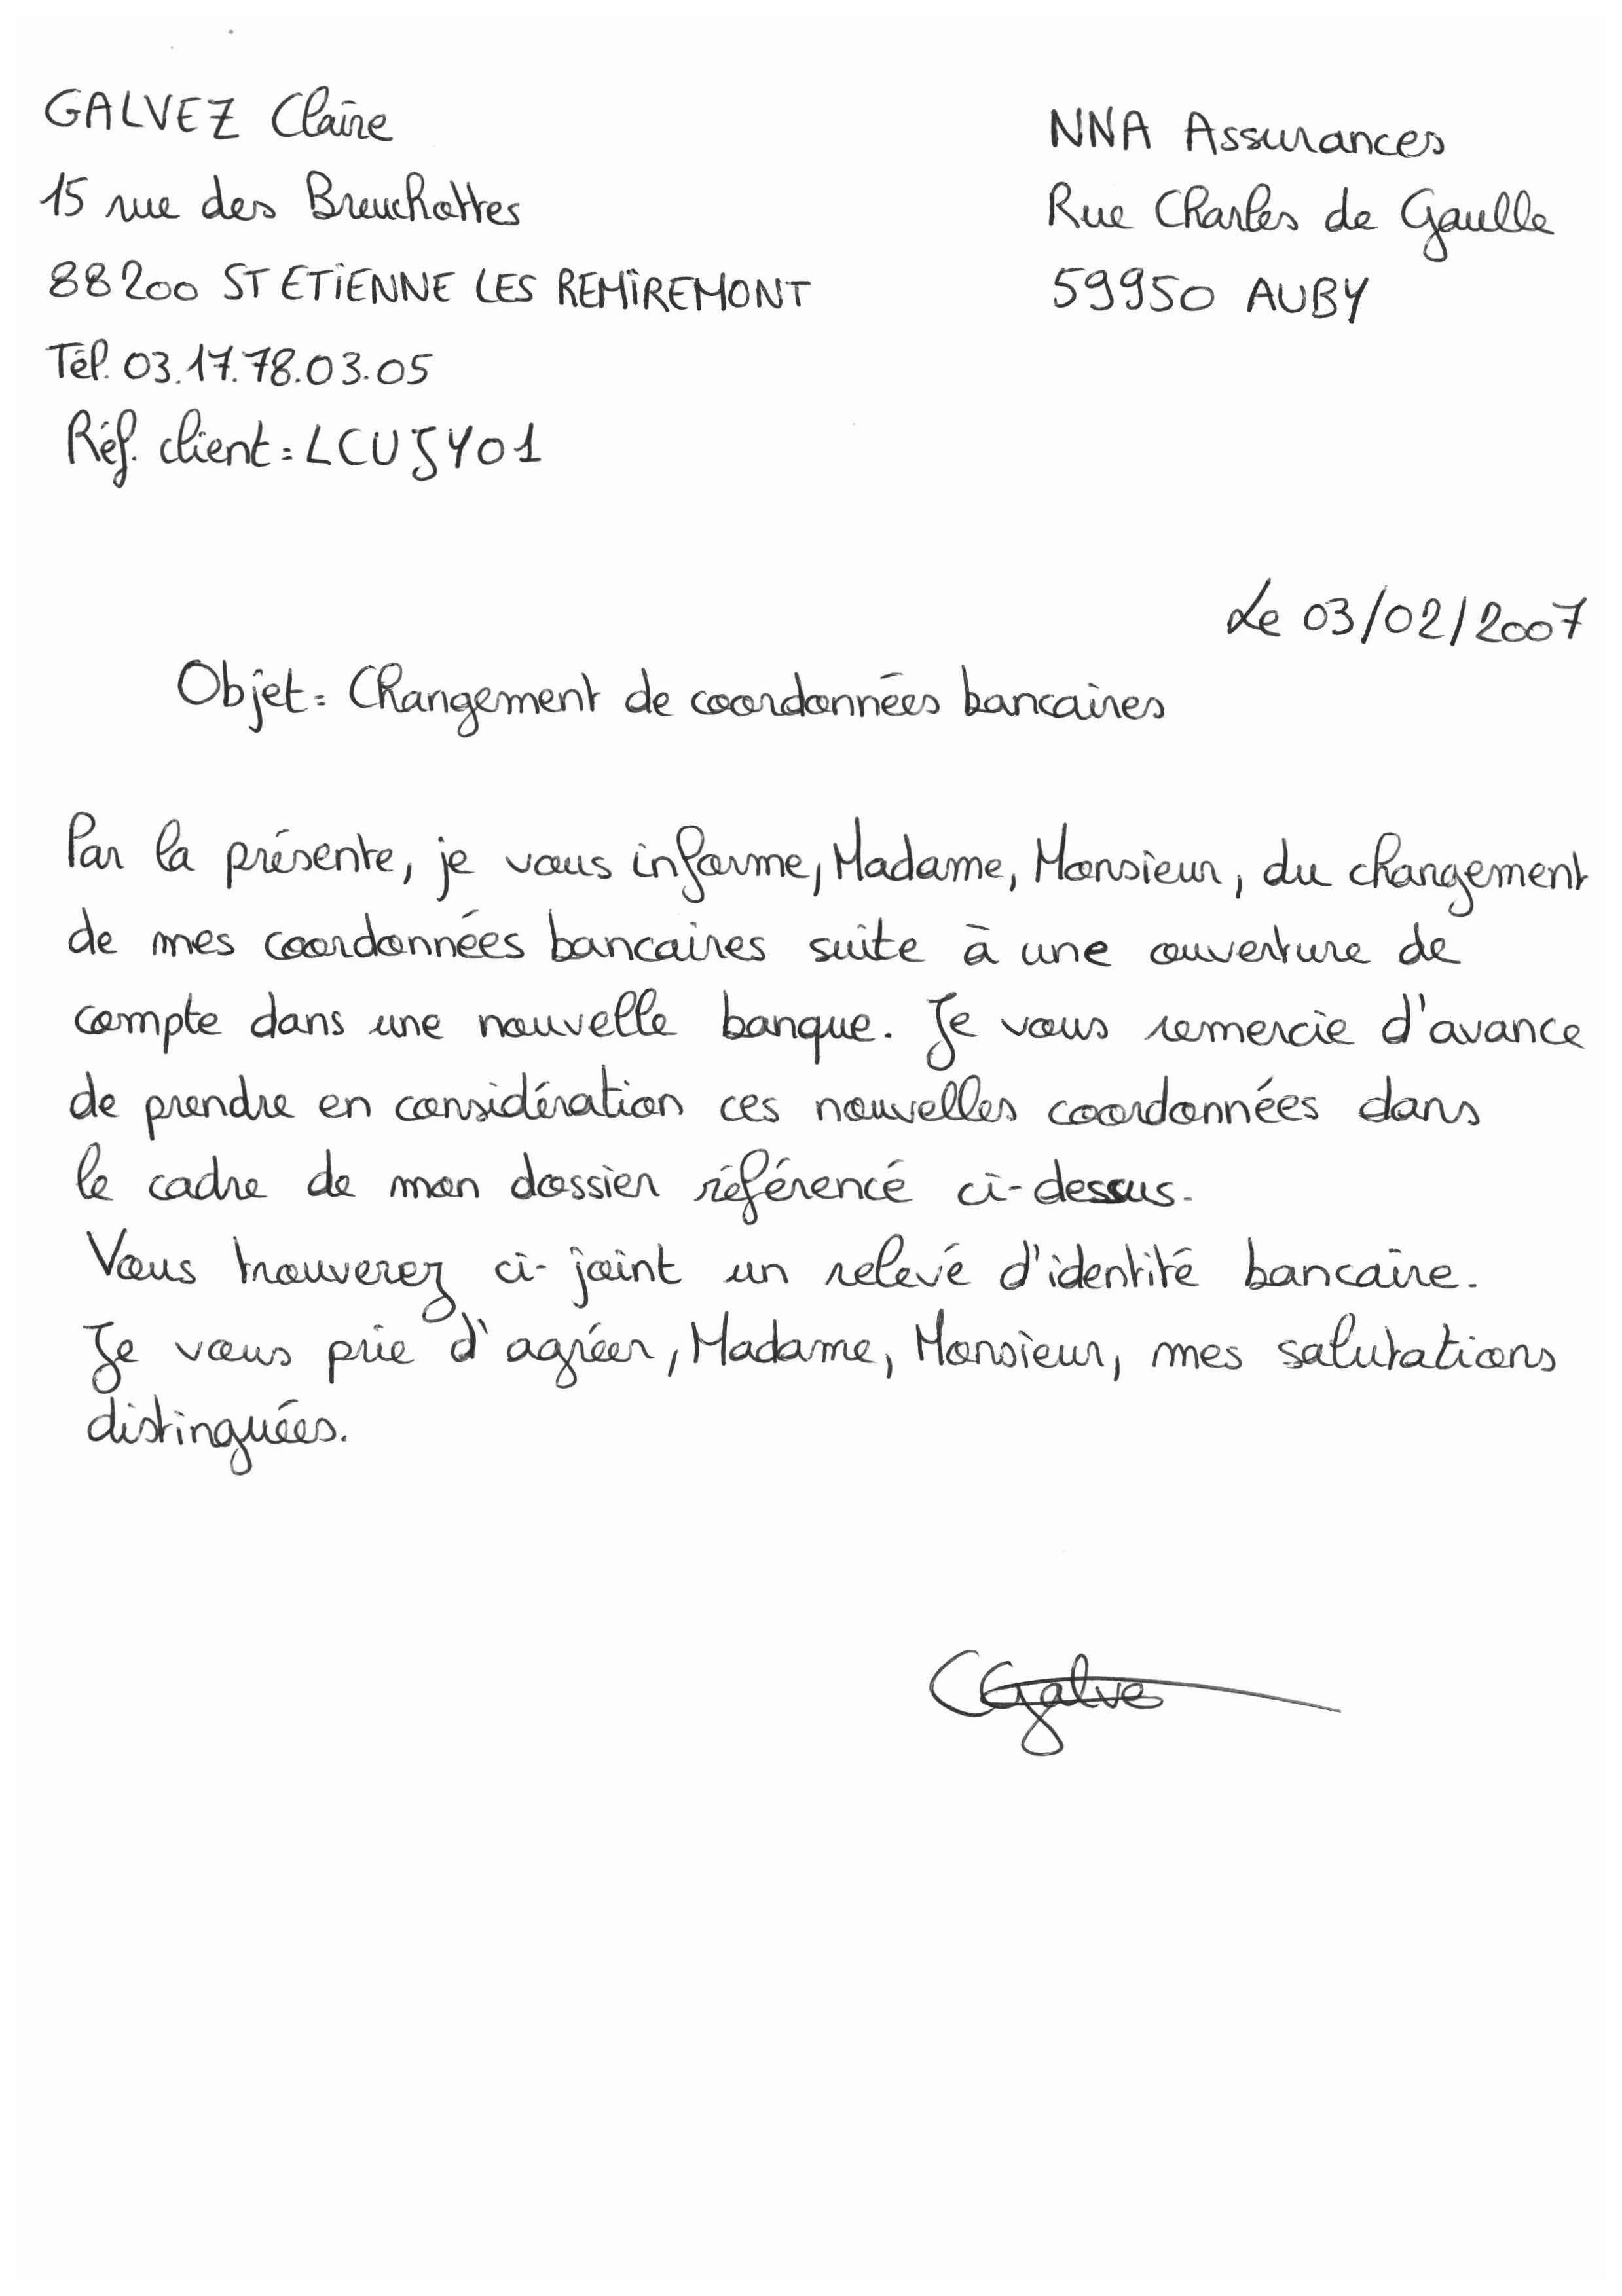 GALVEZ Claire
15 rue des Breuchottes
88200 ST ETIENNE LES REMIREMONT
Tél. 03.17.78.03.05
Réf. client : LCUJY01
NNA Assurances
Rue Charles de Gaulle
59950 AUBY
Le 03/02/2007
Objet : Changement de coordonnées bancaires
Par la présente, je vous informe, Madame, Monsieur, du changement
de mes coordonnées bancaires suite à une ouverture de
compte dans une nouvelle banque. Je vous remercie d'avance
de prendre en considération ces nouvelles coordonnées dans
le cadre de mon dossier référencé ci-dessus.
Vous trouverez ci-joint un relevé d'identité bancaire.
Je vous prie d'agréer, Madame, Monsieur, mes salutations
distinguées.
CGalve